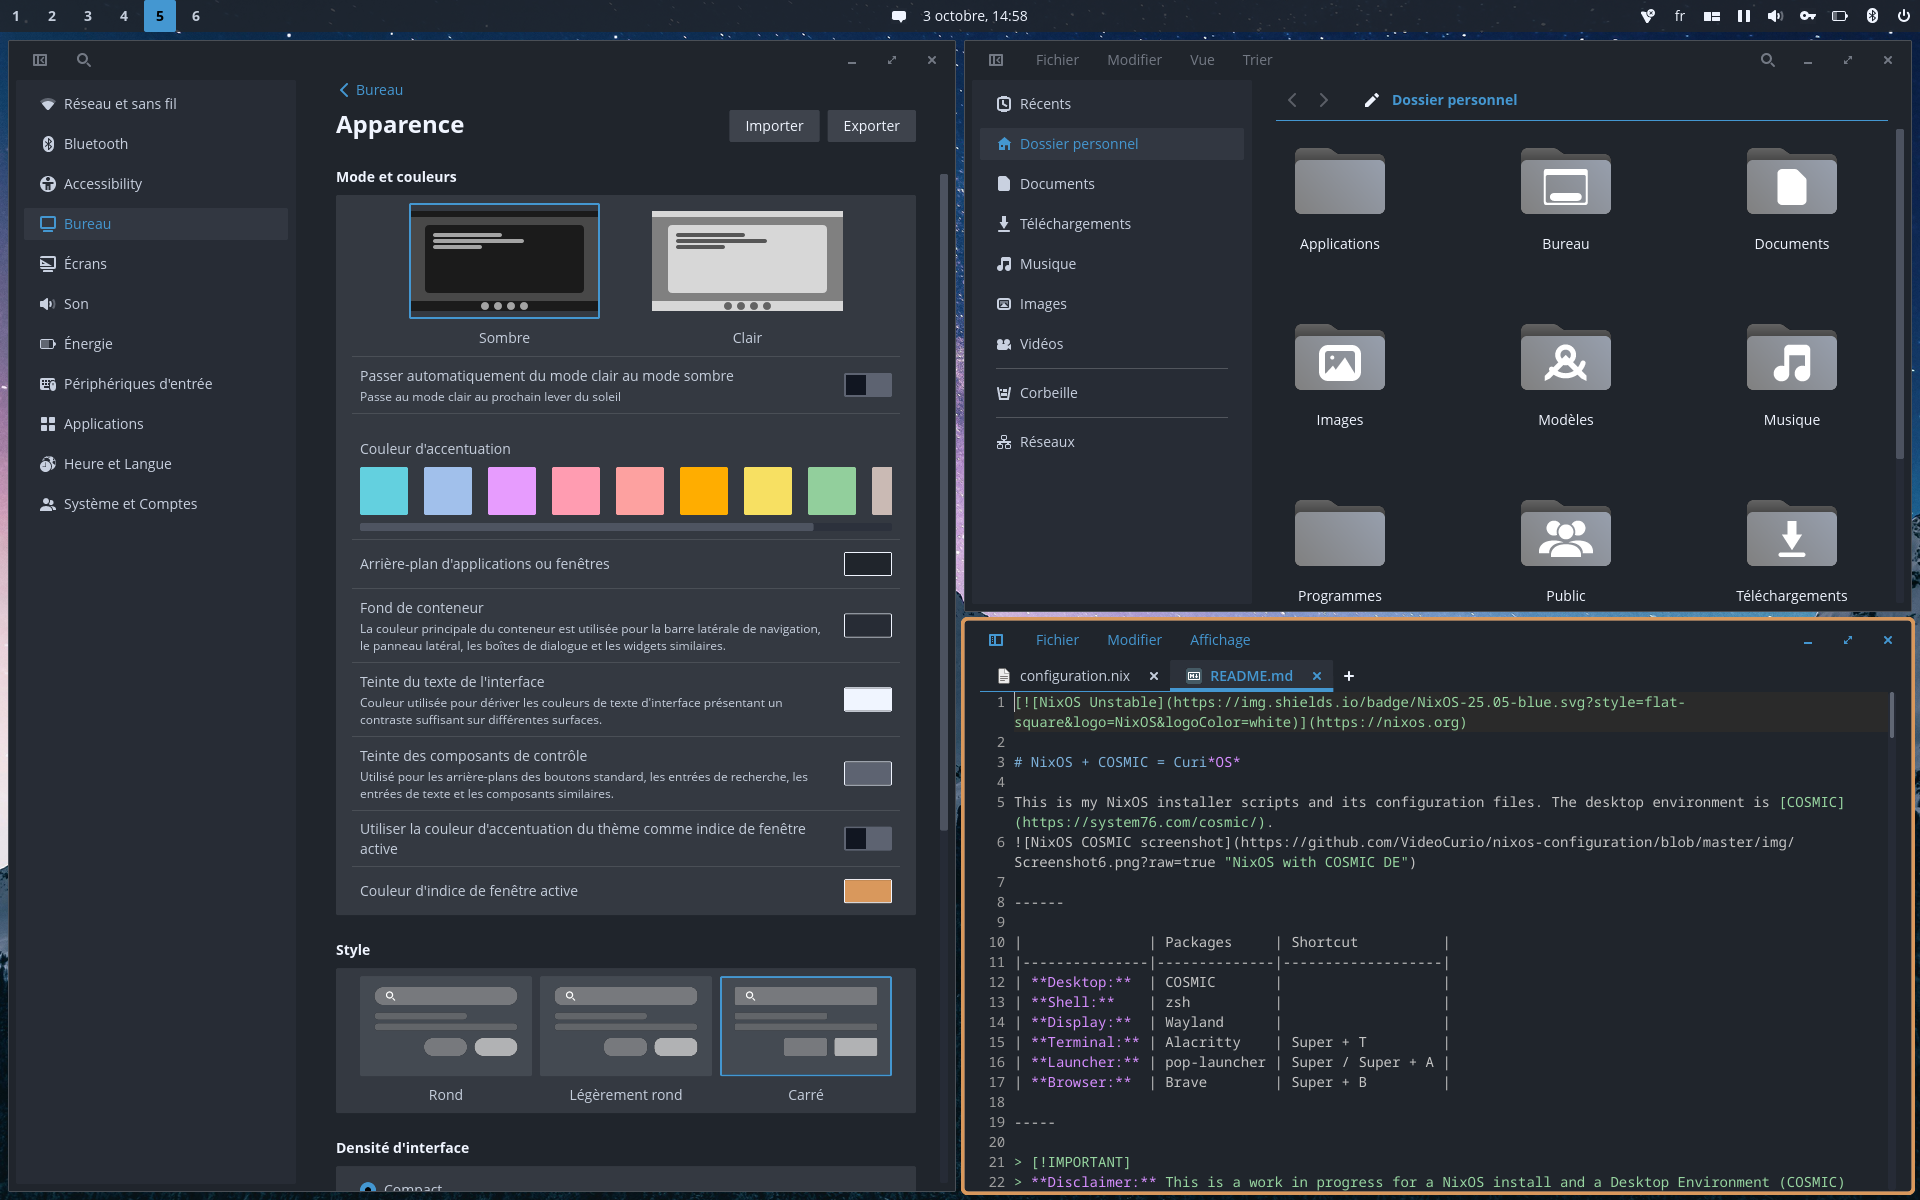 1 2 3 4 5 6
3 octobre, 14:58
fr
Réseau et sans fil
Bluetooth
Accessibility
Bureau
Écrans
Son
Énergie
Périphériques d'entrée
Applications
Heure et Langue
Système et Comptes
Bureau
Apparence
Importer
Exporter
Mode et couleurs
Sombre
Clair
Passer automatiquement du mode clair au mode sombre
Passe au mode clair au prochain lever du soleil
Couleur d'accentuation
Arrière-plan d'applications ou fenêtres
Fond de conteneur
La couleur principale du conteneur est utilisée pour la barre latérale de navigation,
le panneau latéral, les boîtes de dialogue et les widgets similaires.
Teinte du texte de l'interface
Couleur utilisée pour dériver les couleurs de texte d'interface présentant un
contraste suffisant sur différentes surfaces.
Teinte des composants de contrôle
Utilisé pour les arrière-plans des boutons standard, les entrées de recherche, les
entrées de texte et les composants similaires.
Utiliser la couleur d'accentuation du thème comme indice de fenêtre
active
Couleur d'indice de fenêtre active
Style
Rond
Légèrement rond
Carré
Densité d'interface
Compact
Fichier Modifier Vue Trier
Récents
Dossier personnel
Documents
Téléchargements
Musique
Images
Vidéos
Corbeille
Réseaux
Dossier personnel
Applications
Bureau
Documents
Images
Modèles
Musique
Programmes
Public
Téléchargements
Fichier Modifier Affichage
configuration.nix
README.md
1 [![NixOS Unstable](https://img.shields.io/badge/NixOS-25.05-blue.svg?style=flat-
square&logo=NixOS&logoColor=white)](https://nixos.org)
2
3 # NixOS + COSMIC = Curi*OS*
4
5 This is my NixOS installer scripts and its configuration files. The desktop environment is [COSMIC]
(https://system76.com/cosmic/).
6 ![NixOS COSMIC screenshot](https://github.com/VideoCurio/nixos-configuration/blob/master/img/
Screenshot6.png?raw=true "NixOS with COSMIC DE")
7
8 ------
9
10 |               | Packages     | Shortcut          |
11 |---------------|--------------|-------------------|
12 | **Desktop:**  | COSMIC       |                   |
13 | **Shell:**    | zsh          |                   |
14 | **Display:**  | Wayland      |                   |
15 | **Terminal:** | Alacritty    | Super + T         |
16 | **Launcher:** | pop-launcher | Super / Super + A |
17 | **Browser:**  | Brave        | Super + B         |
18
19 -----
20
21 > [!IMPORTANT]
22 > **Disclaimer:** This is a work in progress for a NixOS install and a Desktop Environment (COSMIC)